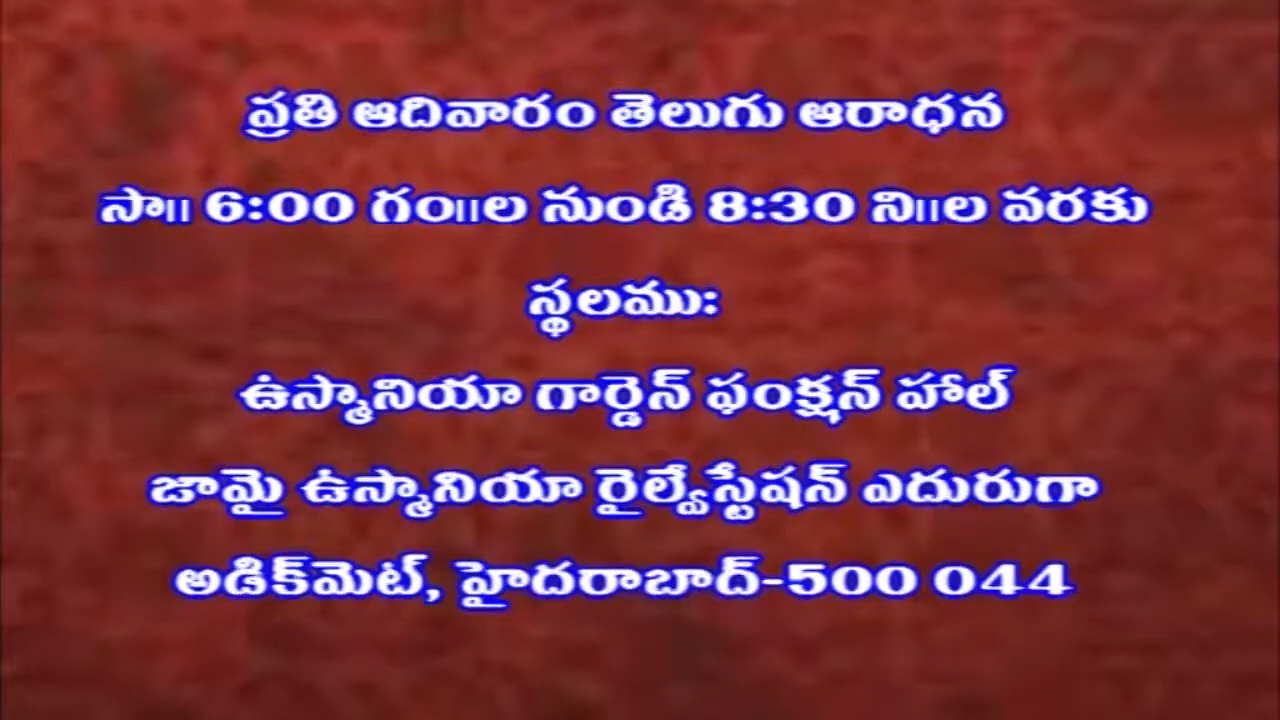 ప్రతి ఆదివారం తెలుగు ఆరాధన
సా॥ 6:00 గం॥ల నుండి 8:30 ని॥ల వరకు
స్థలము:
ఉస్మానియా గార్డెన్ ఫంక్షన్ హాల్
జామై ఉస్మానియా రైల్వేస్టేషన్ ఎదురుగా
అడిక్‌మెట్, హైదరాబాద్-500 044